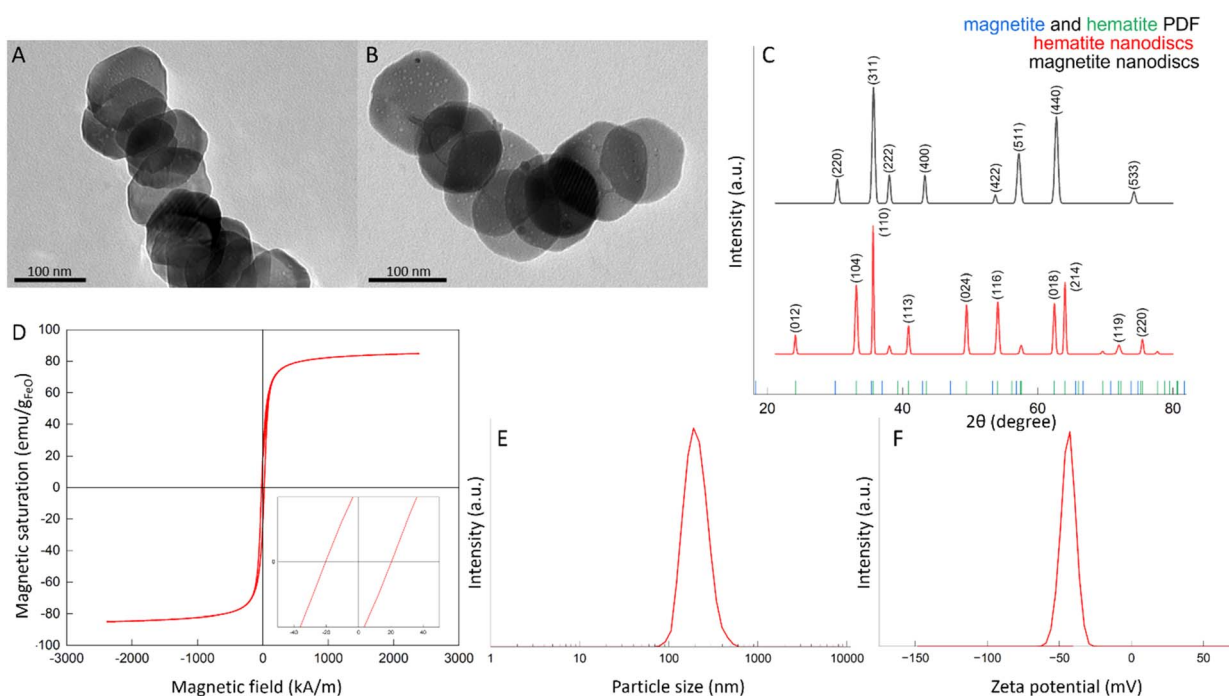 A
100 nm
B
100 nm
magnetite and hematite PDF
hematite nanodiscs
magnetite nanodiscs
C
Intensity (a.u.)
(220)
(311)
(222)
(400)
(422)
(511)
(440)
(533)
(012)
(104)
(110)
(113)
(024)
(116)
(018)
(214)
(119)
(220)
20
40
60
80
2θ (degree)
D
Magnetic saturation (emu/gFeO)
100
80
60
40
20
0
-20
-40
-60
-80
-100
-3000
-2000
-1000
0
1000
2000
3000
Magnetic field (kA/m)
0
-40
-20
0
20
40
E
Intensity (a.u.)
1
10
100
1000
10000
Particle size (nm)
F
Intensity (a.u.)
−150
−100
−50
0
50
Zeta potential (mV)